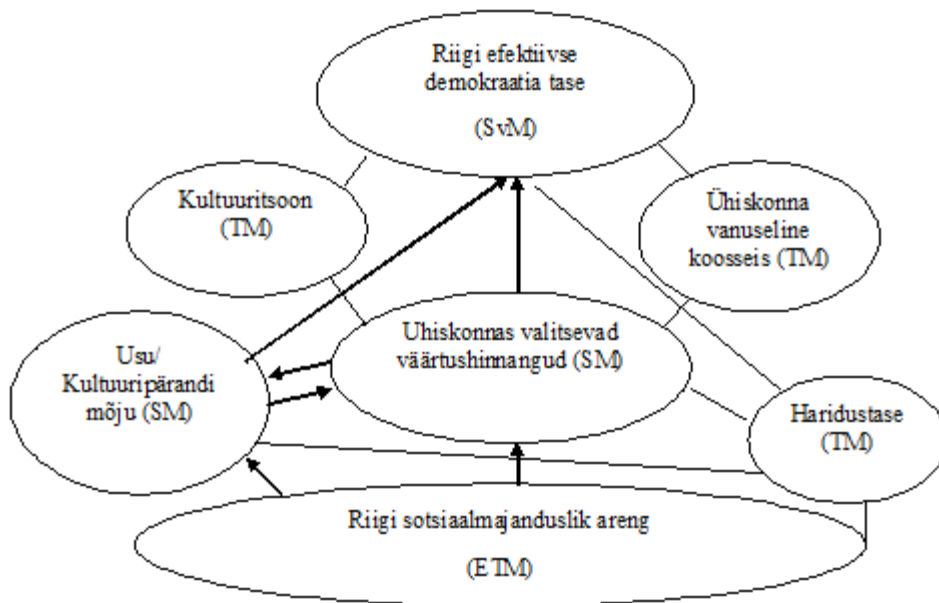 Riigi efektiivse
demokraatia tase
(SvM)
Kultuuritsoon
(TM)
Ühiskonna
vanuseline
koosseis (TM)
Uhiskonnas valitsevad
väärtushinnangud (SM)
Usu/
Kultuuripärandi
mõju (SM)
Haridustase
(TM)
Riigi sotsiaalmajanduslik areng
(ETM)